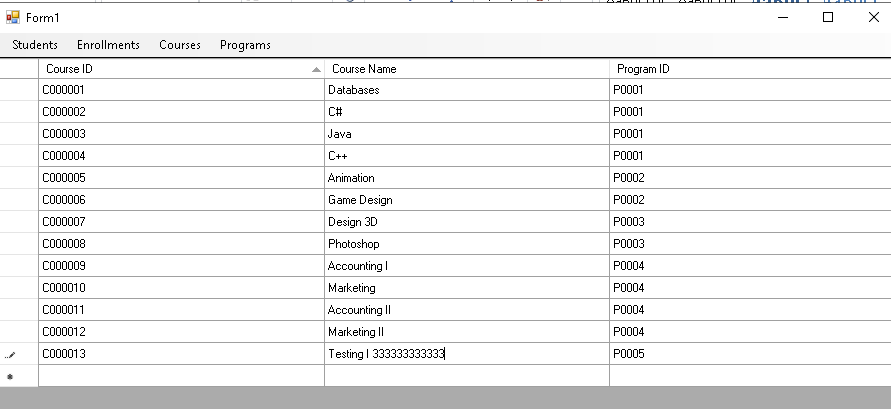 Form1
Students Enrollments Courses Programs
Course ID Course Name Program ID
C000001 Databases P0001
C000002 C# P0001
C000003 Java P0001
C000004 C++ P0001
C000005 Animation P0002
C000006 Game Design P0002
C000007 Design 3D P0003
C000008 Photoshop P0003
C000009 Accounting I P0004
C000010 Marketing P0004
C000011 Accounting II P0004
C000012 Marketing II P0004
C000013 Testing I 333333333333 P0005